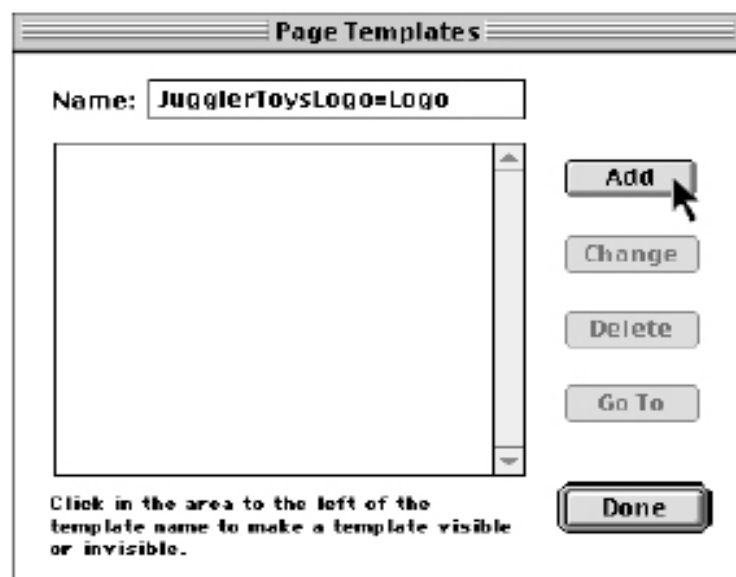 Page Templates
Name: JugglerToysLogo=Logo
Add
Change
Delete
Go To
Done
Click in the area to the left of the
template name to make a template visible
or invisible.